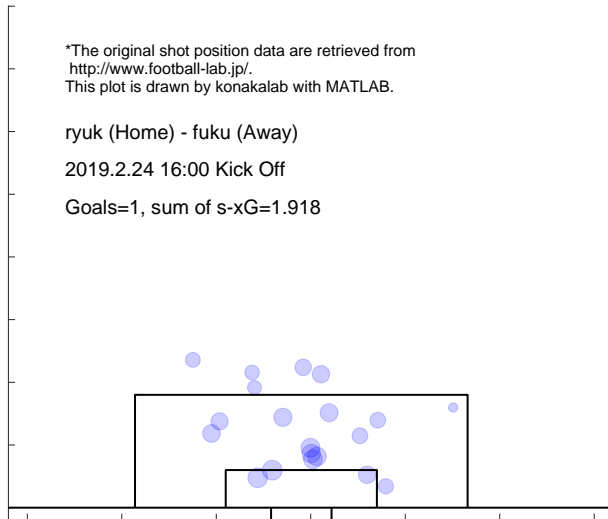 *The original shot position data are retrieved from
http://www.football-lab.jp/.
This plot is drawn by konakalab with MATLAB.
ryuk (Home) - fuku (Away)
2019.2.24 16:00 Kick Off
Goals=1, sum of s-xG=1.918